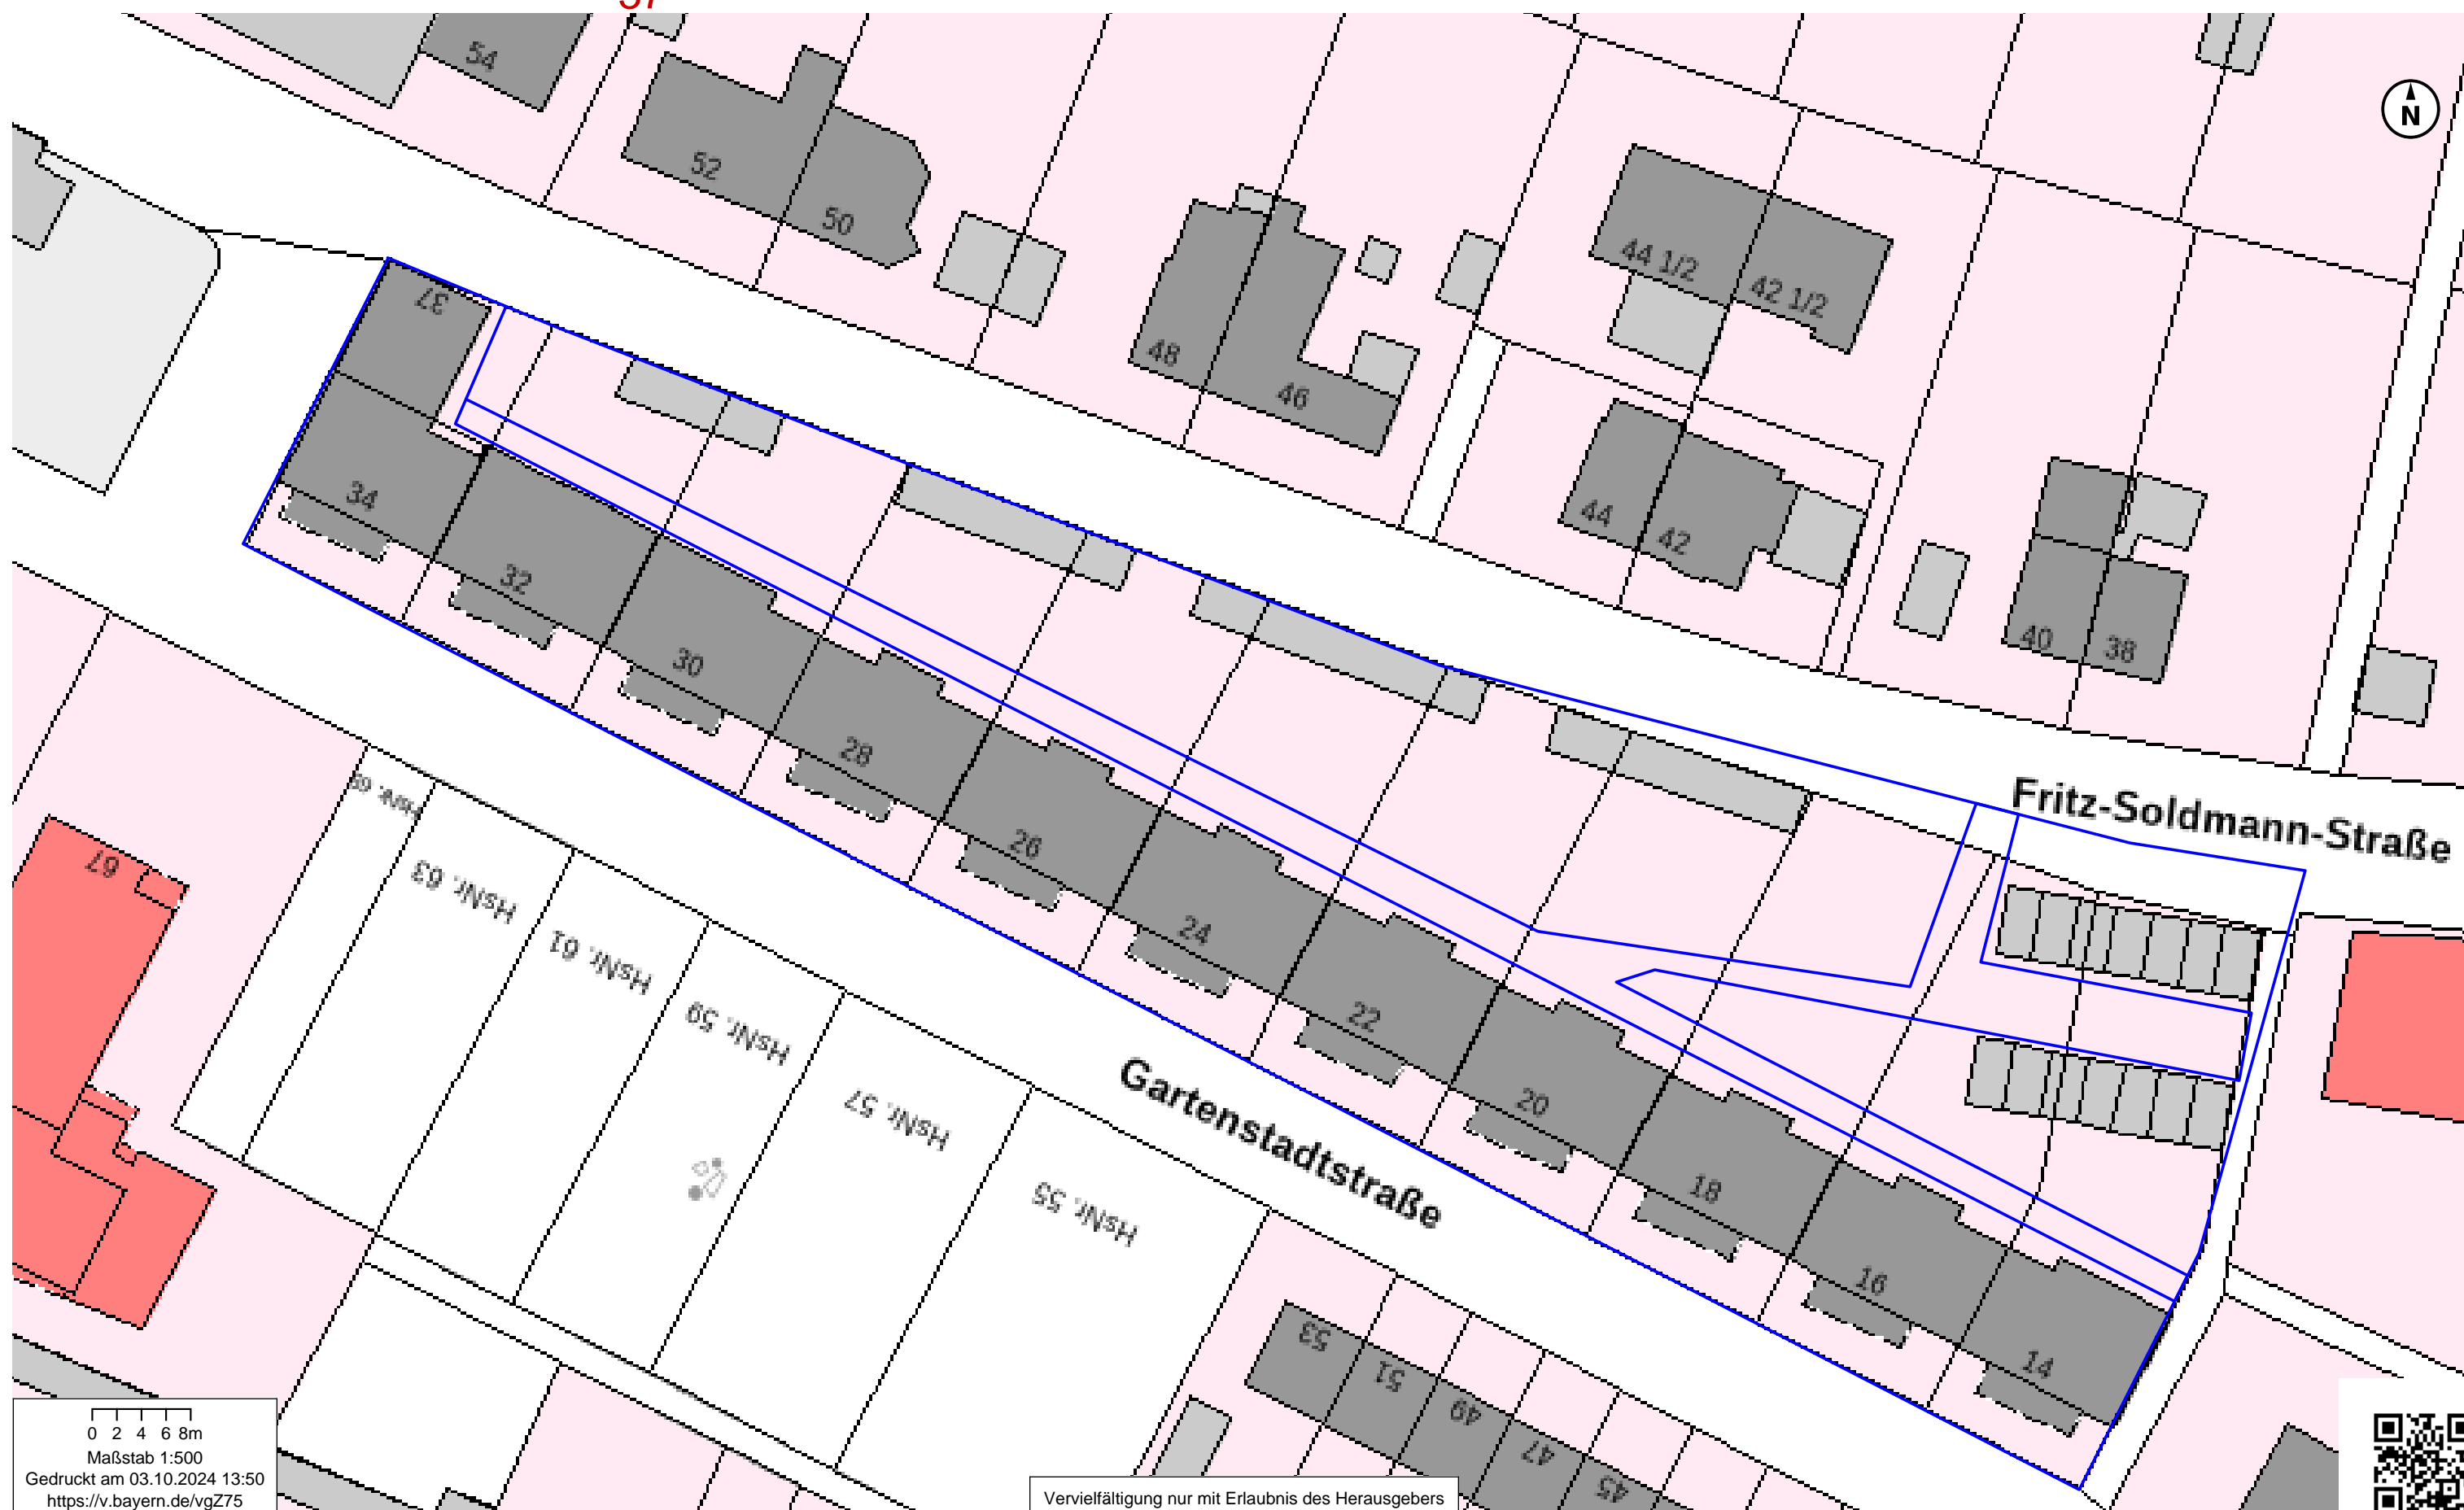 37
54
N
52
50
44 1/2
42 1/2
37
48
46
34
44
42
32
40
38
30
28
Fritz-Soldmann-Straße
26
67
HsNr. 63
24
HsNr. 61
22
HsNr. 59
20
HsNr. 57
Gartenstadtstraße
18
HsNr. 55
16
14
53
51
49
47
45
0 2 4 6 8m
Maßstab 1:500
Gedruckt am 03.10.2024 13:50
https://v.bayern.de/vgZ75
Vervielfältigung nur mit Erlaubnis des Herausgebers